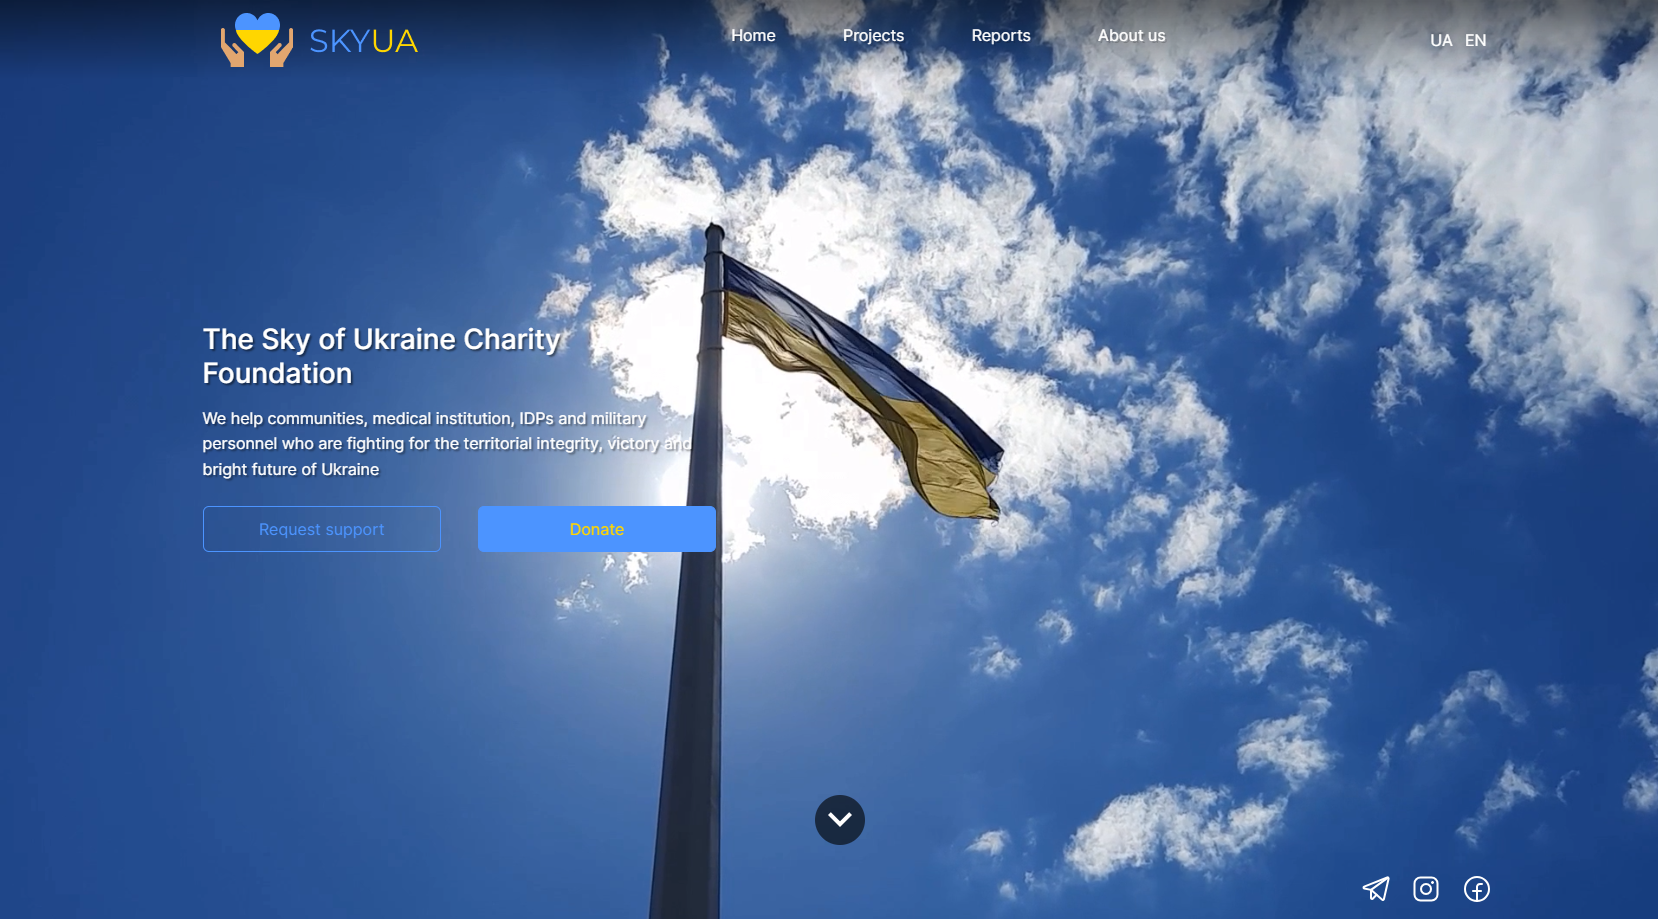 SKYUA
Home
Projects
Reports
About us
UA EN
The Sky of Ukraine Charity
Foundation
We help communities, medical institution, IDPs and military
personnel who are fighting for the territorial integrity, victory and
bright future of Ukraine
Request support
Donate